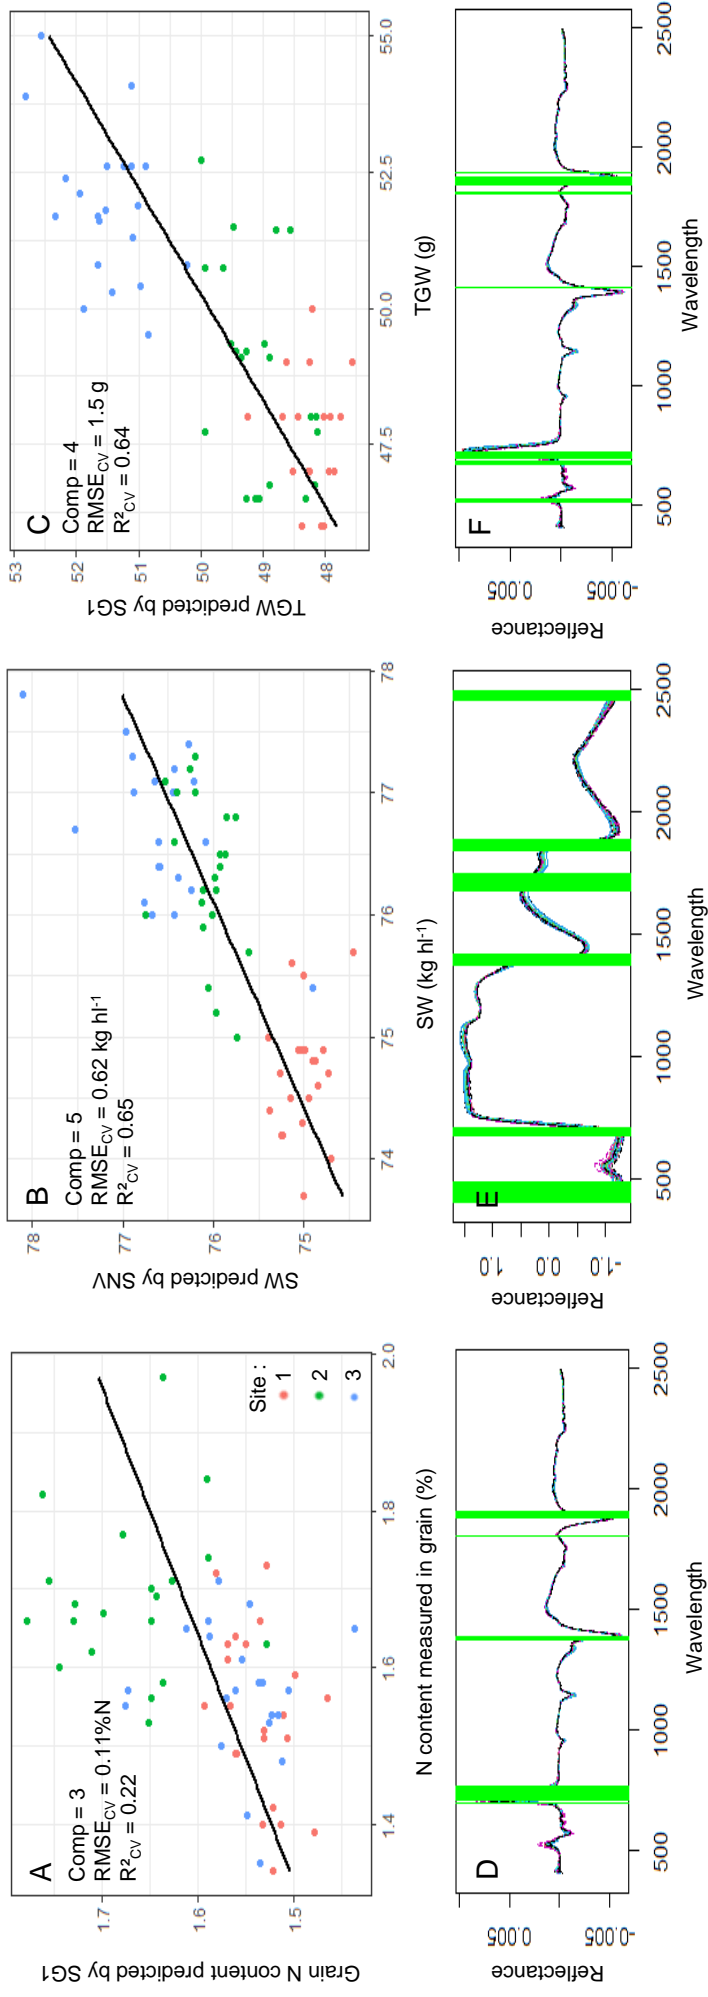 A
Comp = 3
RMSECV = 0.11%N
R²CV = 0.22
Site :
1
2
3
1.7
1.6
1.5
1.4
1.6
1.8
2.0
Grain N content predicted by SG1
N content measured in grain (%)
B
Comp = 5
RMSECV = 0.62 kg hl-1
R²CV = 0.65
78
77
76
75
74
75
76
77
78
SW predicted by SNV
SW (kg hl-1)
C
Comp = 4
RMSECV = 1.5 g
R²CV = 0.64
53
52
51
50
49
48
47.5
50.0
52.5
55.0
TGW predicted by SG1
TGW (g)
D
0.005
-0.005
Reflectance
500
1000
1500
2000
2500
Wavelength
E
1.0
0.0
-1.0
Reflectance
500
1000
1500
2000
2500
Wavelength
F
0.005
-0.005
Reflectance
500
1000
1500
2000
2500
Wavelength